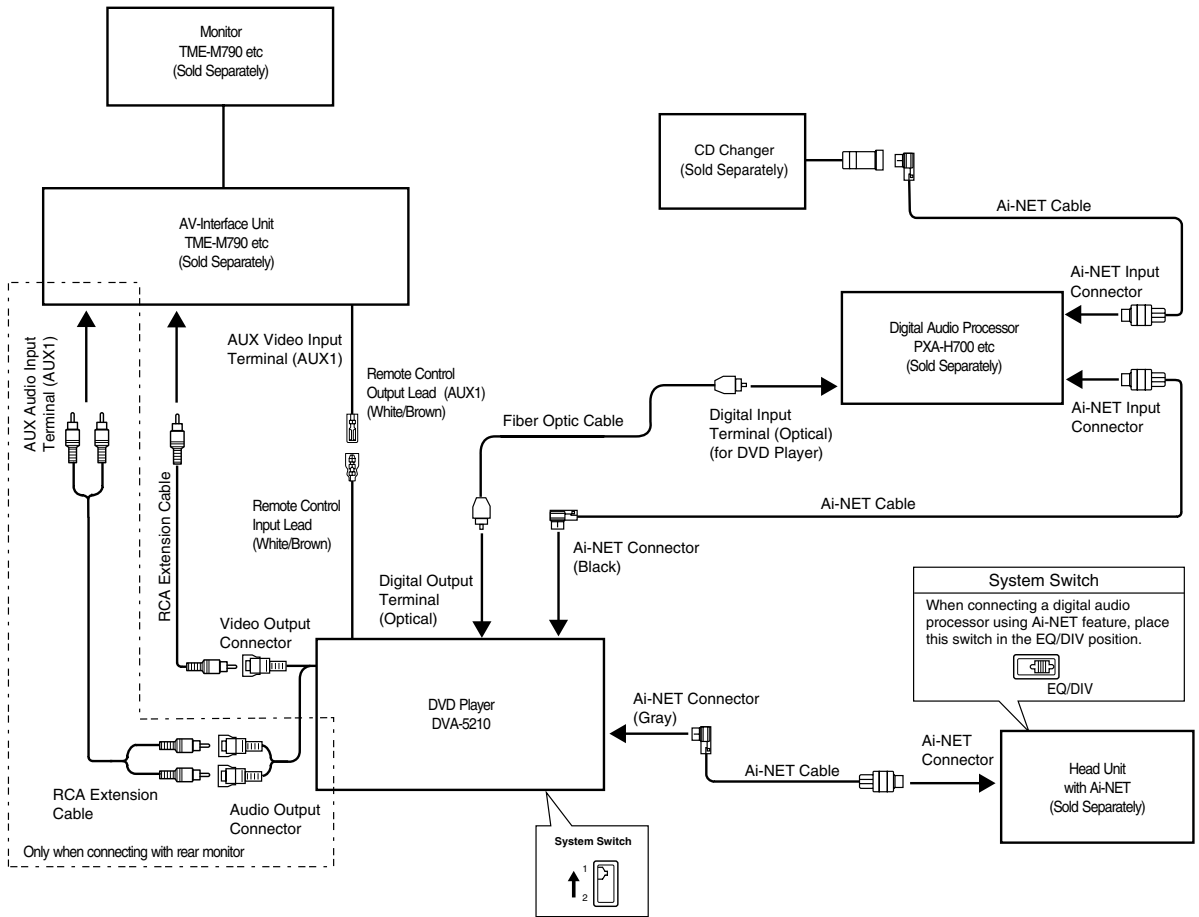 Monitor
TME-M790 etc
(Sold Separately)
CD Changer
(Sold Separately)
Ai-NET Cable
AV-Interface Unit
TME-M790 etc
(Sold Separately)
Ai-NET Input
Connector
Digital Audio Processor
PXA-H700 etc
(Sold Separately)
Ai-NET Input
Connector
AUX Audio Input
Terminal (AUX1)
AUX Video Input
Terminal (AUX1)
Remote Control
Output Lead (AUX1)
(White/Brown)
Fiber Optic Cable
Digital Input
Terminal (Optical)
(for DVD Player)
RCA Extension Cable
Remote Control
Input Lead
(White/Brown)
Ai-NET Cable
Ai-NET Connector
(Black)
Digital Output
Terminal
(Optical)
Video Output
Connector
System Switch
When connecting a digital audio
processor using Ai-NET feature, place
this switch in the EQ/DIV position.
EQ/DIV
DVD Player
DVA-5210
Ai-NET Connector
(Gray)
Ai-NET Cable
Ai-NET
Connector
Head Unit
with Ai-NET
(Sold Separately)
RCA Extension
Cable
Audio Output
Connector
Only when connecting with rear monitor
System Switch
1
2